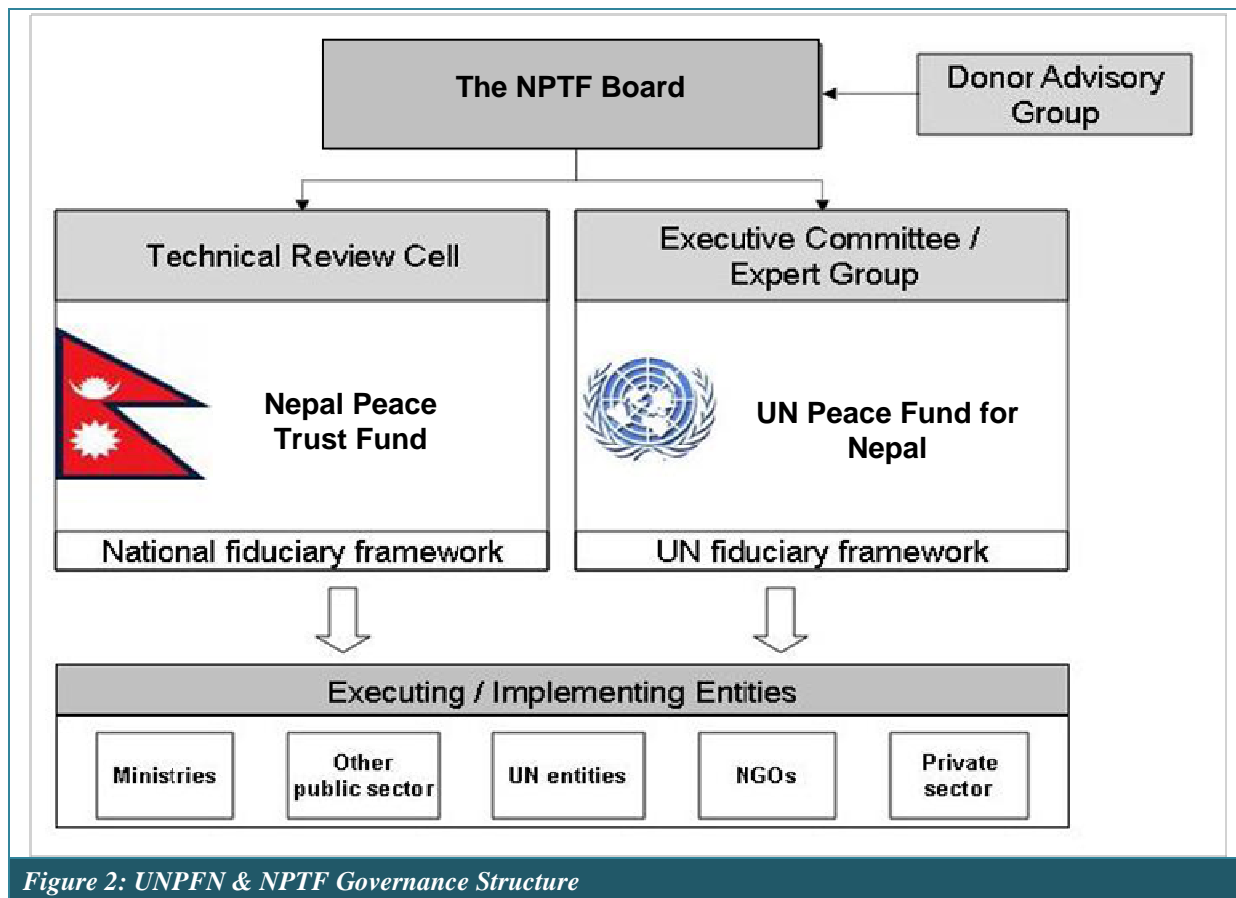 The NPTF Board
Donor Advisory
Group
Technical Review Cell
Executive Committee /
Expert Group
Nepal Peace
Trust Fund
UN Peace Fund for
Nepal
National fiduciary framework
UN fiduciary framework
Executing / Implementing Entities
Ministries
Other
public sector
UN entities
NGOs
Private
sector
Figure 2: UNPFN & NPTF Governance Structure